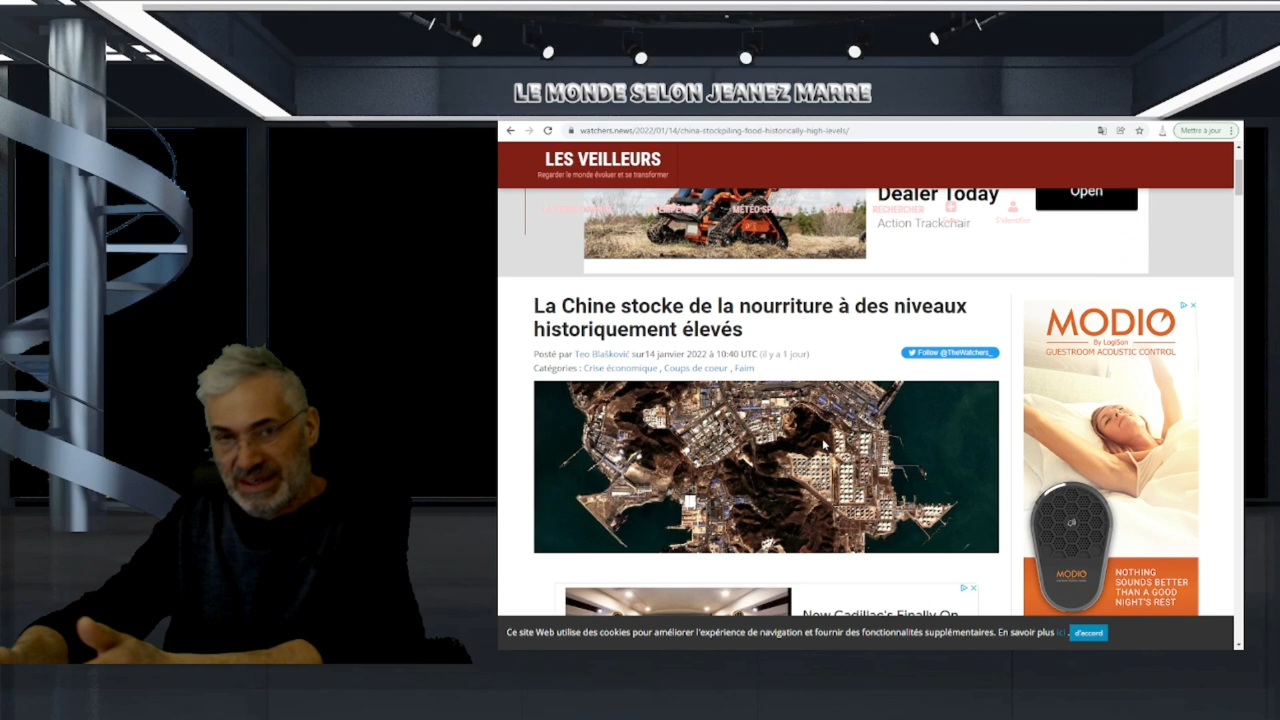 LE MONDE SELON JEANEZ MARRE
watchers.news/2022/01/14/china-stockpiling-food-historically-high-levels/
Mettre à jour
LES VEILLEURS
Regarder le monde évoluer et se transformer
Dealer Today
Open
RECHERCHER
S'identifier
Action Trackchair
La Chine stocke de la nourriture à des niveaux
historiquement élevés
Posté par Teo Blašković sur14 janvier 2022 à 10:40 UTC (il y a 1 jour)
Follow @TheWatchers_
Catégories : Crise économique , Coups de coeur , Faim
MODIO
By LogiSon
GUESTROOM ACOUSTIC CONTROL
MODIO
NOTHING
SOUNDS BETTER
THAN A GOOD
NIGHT'S REST
New Cadillac's Finally On
Ce site Web utilise des cookies pour améliorer l'expérience de navigation et fournir des fonctionnalités supplémentaires. En savoir plus ici . d'accord